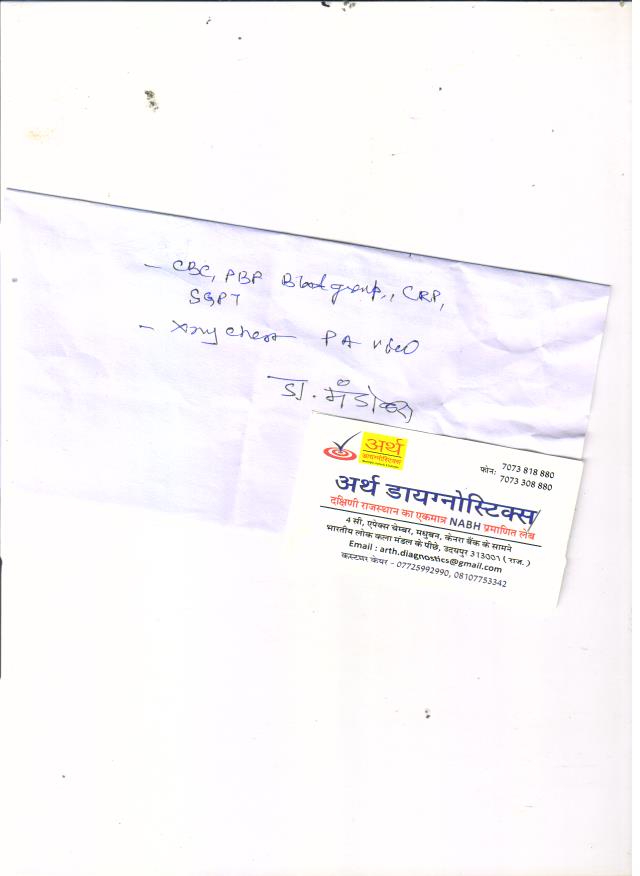 - CBC, PBP Blood group,, CRP,
SGPT
- Xray chest PA view
डा.
अर्थ
डायग्नोस्टिक्स
फोन: 7073 818 880
7073 308 880
अर्थ डायग्नोस्टिक्स
दक्षिणी राजस्थान का एकमात्र NABH प्रमाणित लेब
4 सी, एपेक्स चेम्बर, मधुबन, केनरा बैंक के सामने
भारतीय लोक कला मंडल के पीछे, उदयपुर 313001 ( राज. )
Email : arth.diagnostics@gmail.com
कस्टमर केयर - 07725992990, 08107753342